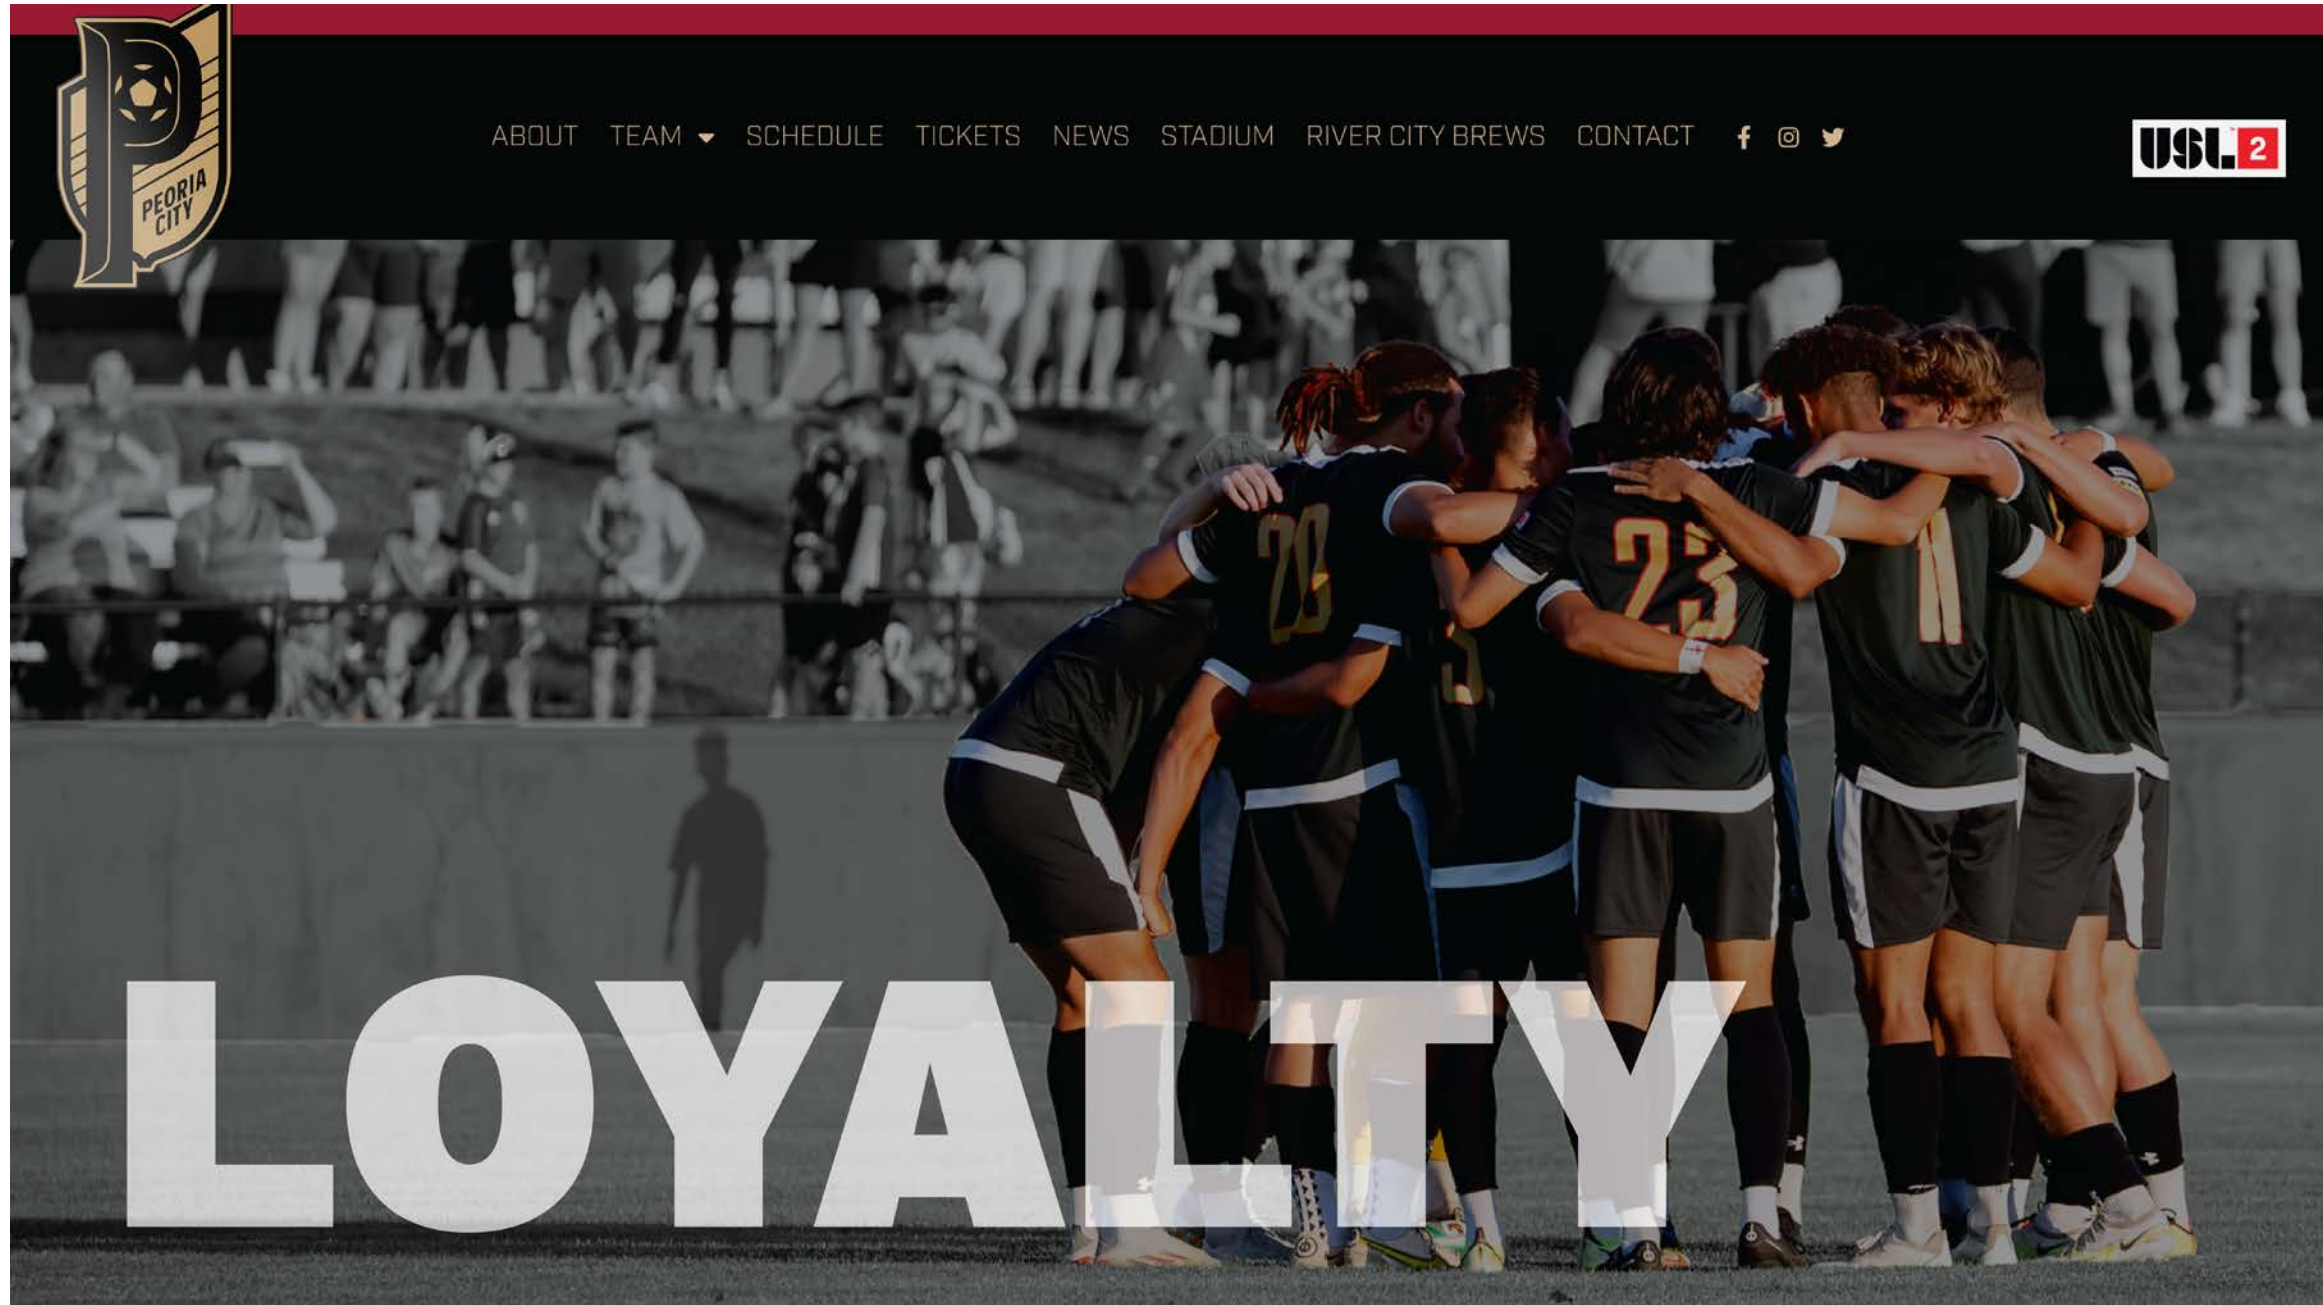 P
PEORIA
CITY
ABOUT TEAM SCHEDULE TICKETS NEWS STADIUM RIVER CITY BREWS CONTACT
USL 2
20
23
11
LOYALTY